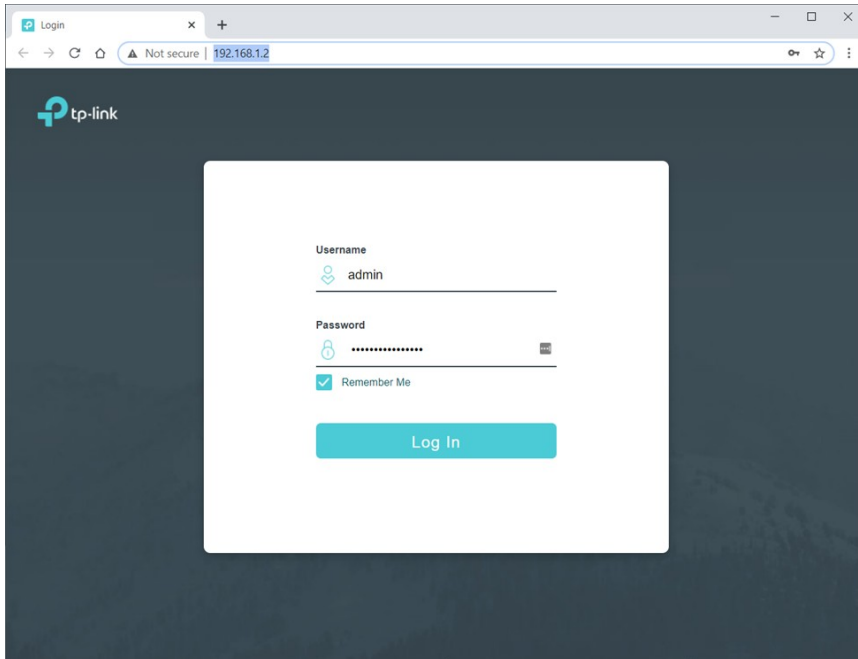 Login
Not secure | 192.168.1.2
tp-link
Username
admin
Password
••••••••••••••••
Remember Me
Log In